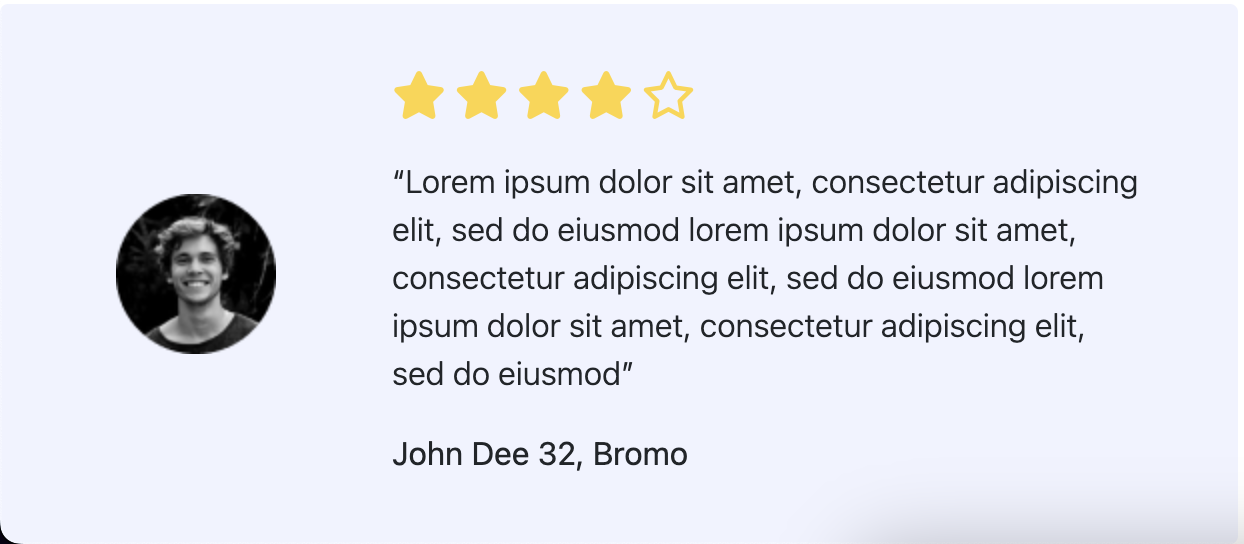 “Lorem ipsum dolor sit amet, consectetur adipiscing
elit, sed do eiusmod lorem ipsum dolor sit amet,
consectetur adipiscing elit, sed do eiusmod lorem
ipsum dolor sit amet, consectetur adipiscing elit,
sed do eiusmod”
John Dee 32, Bromo